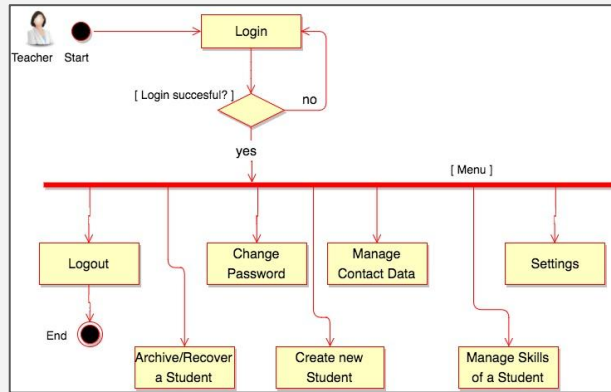 Login
Teacher
Start
[ Login succesful? ]
no
yes
[ Menu ]
Logout
Change
Password
Manage
Contact Data
Settings
End
Archive/Recover
a Student
Create new
Student
Manage Skills
of a Student